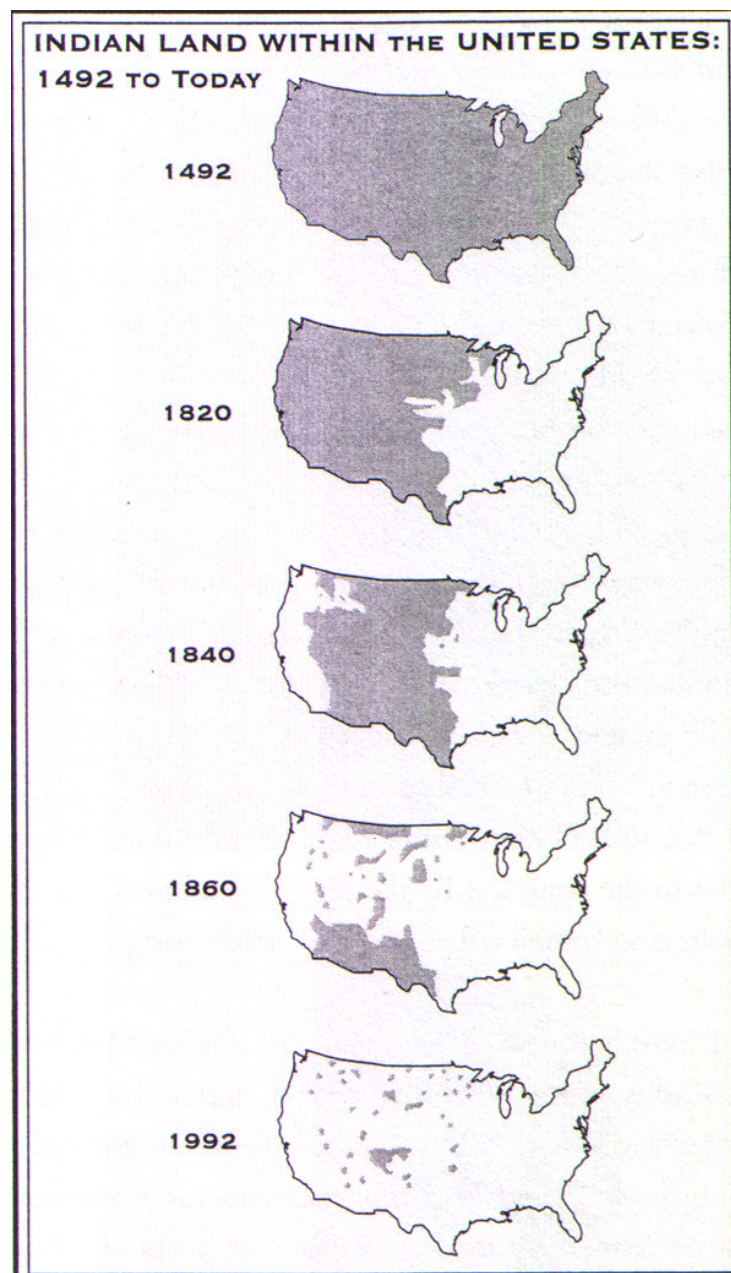 INDIAN LAND WITHIN THE UNITED STATES:
1492 TO TODAY
1492
1820
1840
1860
1992